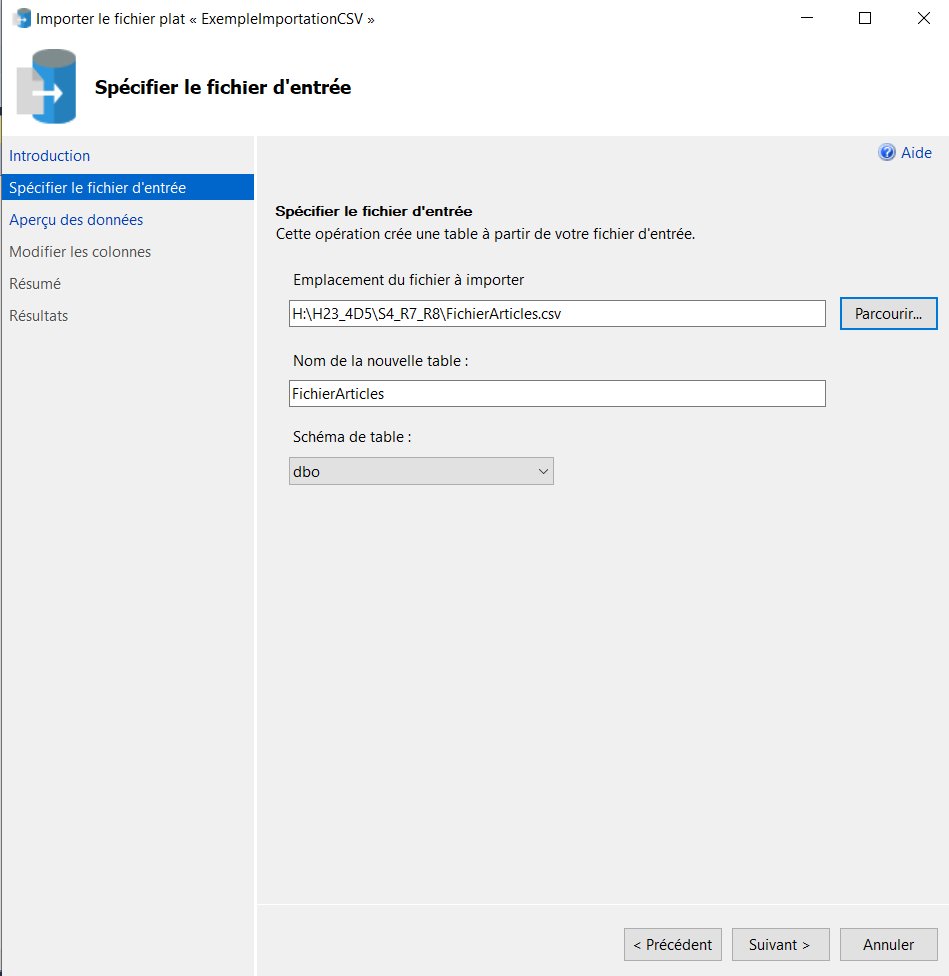 Importer le fichier plat « ExempleImportationCSV »
Spécifier le fichier d'entrée
Introduction
Spécifier le fichier d'entrée
Aperçu des données
Modifier les colonnes
Résumé
Résultats
Aide
Spécifier le fichier d'entrée
Cette opération crée une table à partir de votre fichier d'entrée.
Emplacement du fichier à importer
H:\H23_4D5\S4_R7_R8\FichierArticles.csv
Parcourir...
Nom de la nouvelle table :
FichierArticles
Schéma de table :
dbo
< Précédent
Suivant >
Annuler